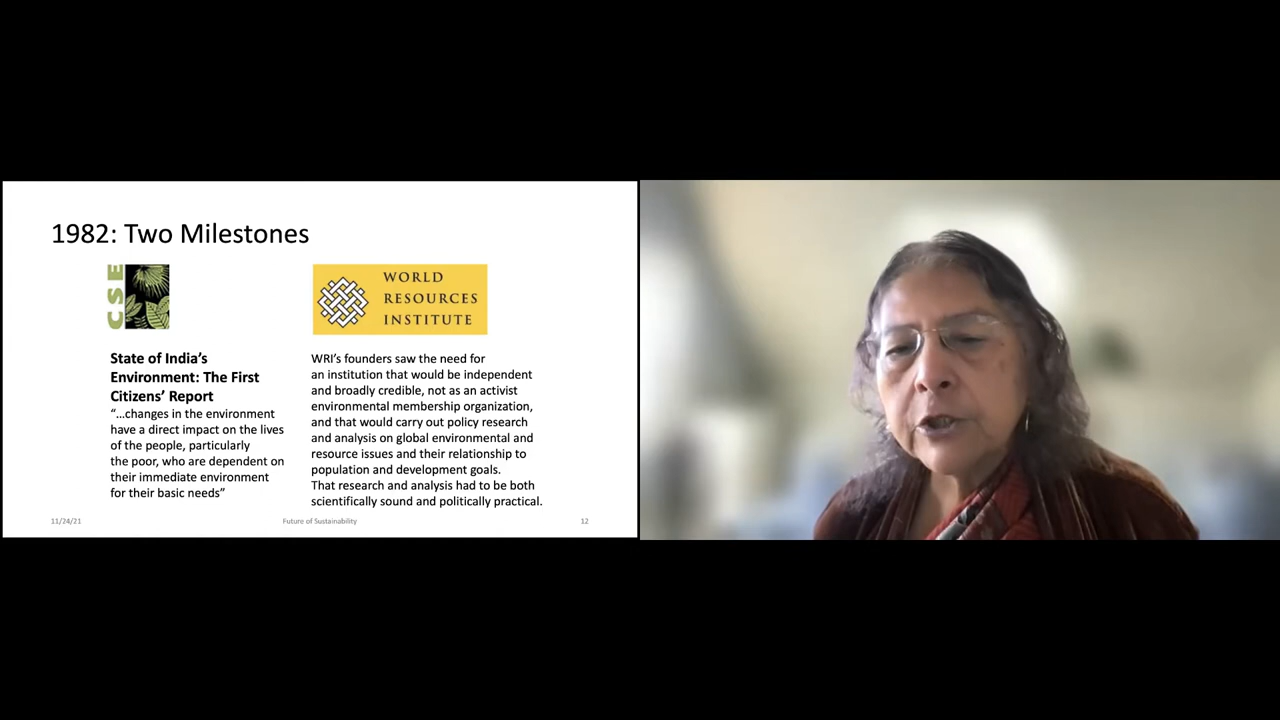 1982: Two Milestones
CSE
WORLD
RESOURCES
INSTITUTE
State of India’s
Environment: The First
Citizens’ Report
“…changes in the environment
have a direct impact on the lives
of the people, particularly
the poor, who are dependent on
their immediate environment
for their basic needs”
WRI’s founders saw the need for
an institution that would be independent
and broadly credible, not as an activist
environmental membership organization,
and that would carry out policy research
and analysis on global environmental and
resource issues and their relationship to
population and development goals.
That research and analysis had to be both
scientifically sound and politically practical.
11/24/21
Future of Sustainability
12